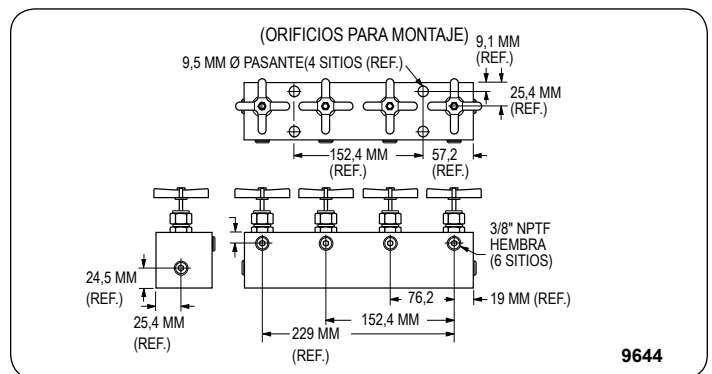 (ORIFICIOS PARA MONTAJE)
9,5 MM Ø PASANTE(4 SITIOS (REF.)
9,1 MM
(REF.)
25,4 MM
(REF.)
152,4 MM
(REF.)
57,2
(REF.)
3/8" NPTF
HEMBRA
(6 SITIOS)
24,5 MM
(REF.)
25,4 MM
(REF.)
76,2
19 MM (REF.)
152,4 MM
229 MM
(REF.)
9644